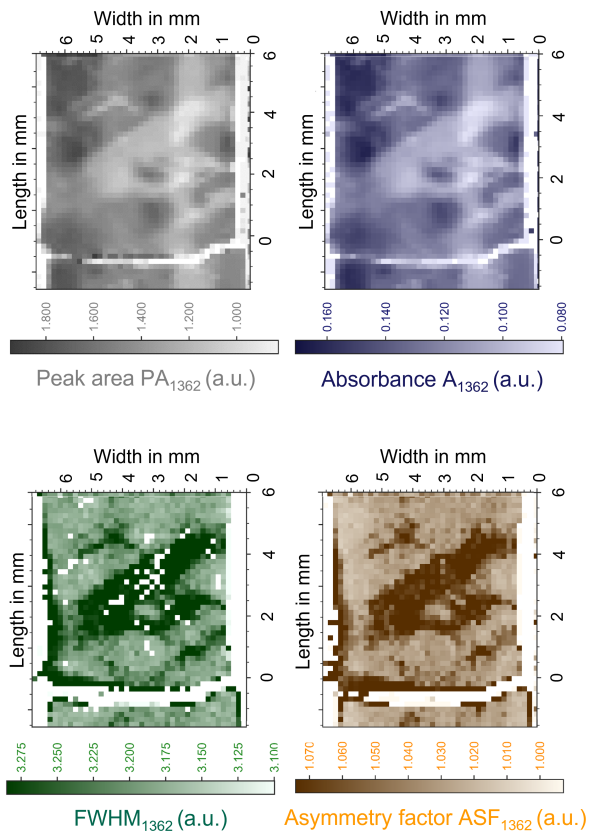 Width in mm
6 5 4 3 2 1 0
Length in mm
6
4
2
0
1.800
1.600
1.400
1.200
1.000
Peak area PA1362 (a.u.)
Width in mm
6 5 4 3 2 1 0
Length in mm
6
4
2
0
0.160
0.140
0.120
0.100
0.080
Absorbance A1362 (a.u.)
Width in mm
6 5 4 3 2 1 0
Length in mm
6
4
2
0
3.275
3.250
3.225
3.200
3.175
3.150
3.125
3.100
FWHM1362 (a.u.)
Width in mm
6 5 4 3 2 1 0
Length in mm
6
4
2
0
1.070
1.060
1.050
1.040
1.030
1.020
1.010
1.000
Asymmetry factor ASF1362 (a.u.)